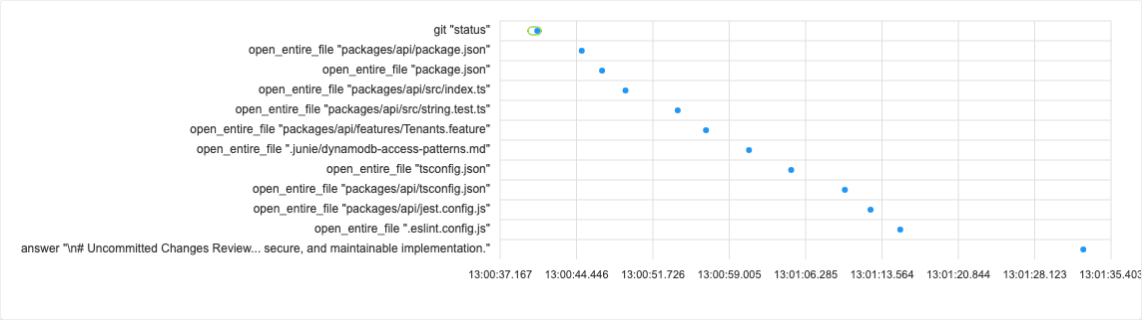 git "status"
open_entire_file "packages/api/package.json"
open_entire_file "package.json"
open_entire_file "packages/api/src/index.ts"
open_entire_file "packages/api/src/string.test.ts"
open_entire_file "packages/api/features/Tenants.feature"
open_entire_file ".junie/dynamodb-access-patterns.md"
open_entire_file "tsconfig.json"
open_entire_file "packages/api/tsconfig.json"
open_entire_file "packages/api/jest.config.js"
open_entire_file ".eslint.config.js"
answer "\n# Uncommitted Changes Review... secure, and maintainable implementation."
13:00:37.167 13:00:44.446 13:00:51.726 13:00:59.005 13:01:06.285 13:01:13.564 13:01:20.844 13:01:28.123 13:01:35.403